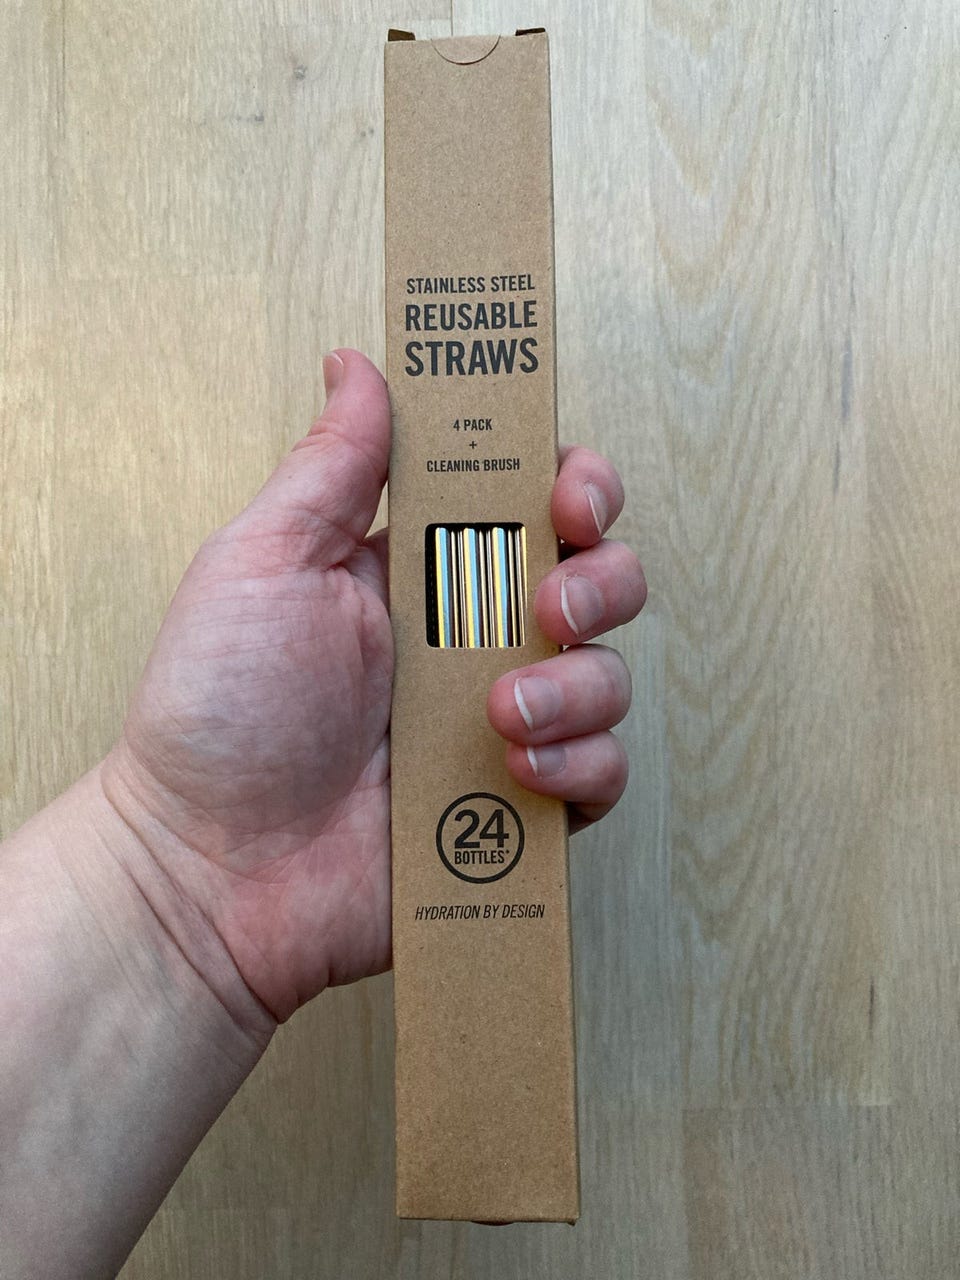 STAINLESS STEEL
REUSABLE
STRAWS
4 PACK
+
CLEANING BRUSH
24
BOTTLES®
HYDRATION BY DESIGN